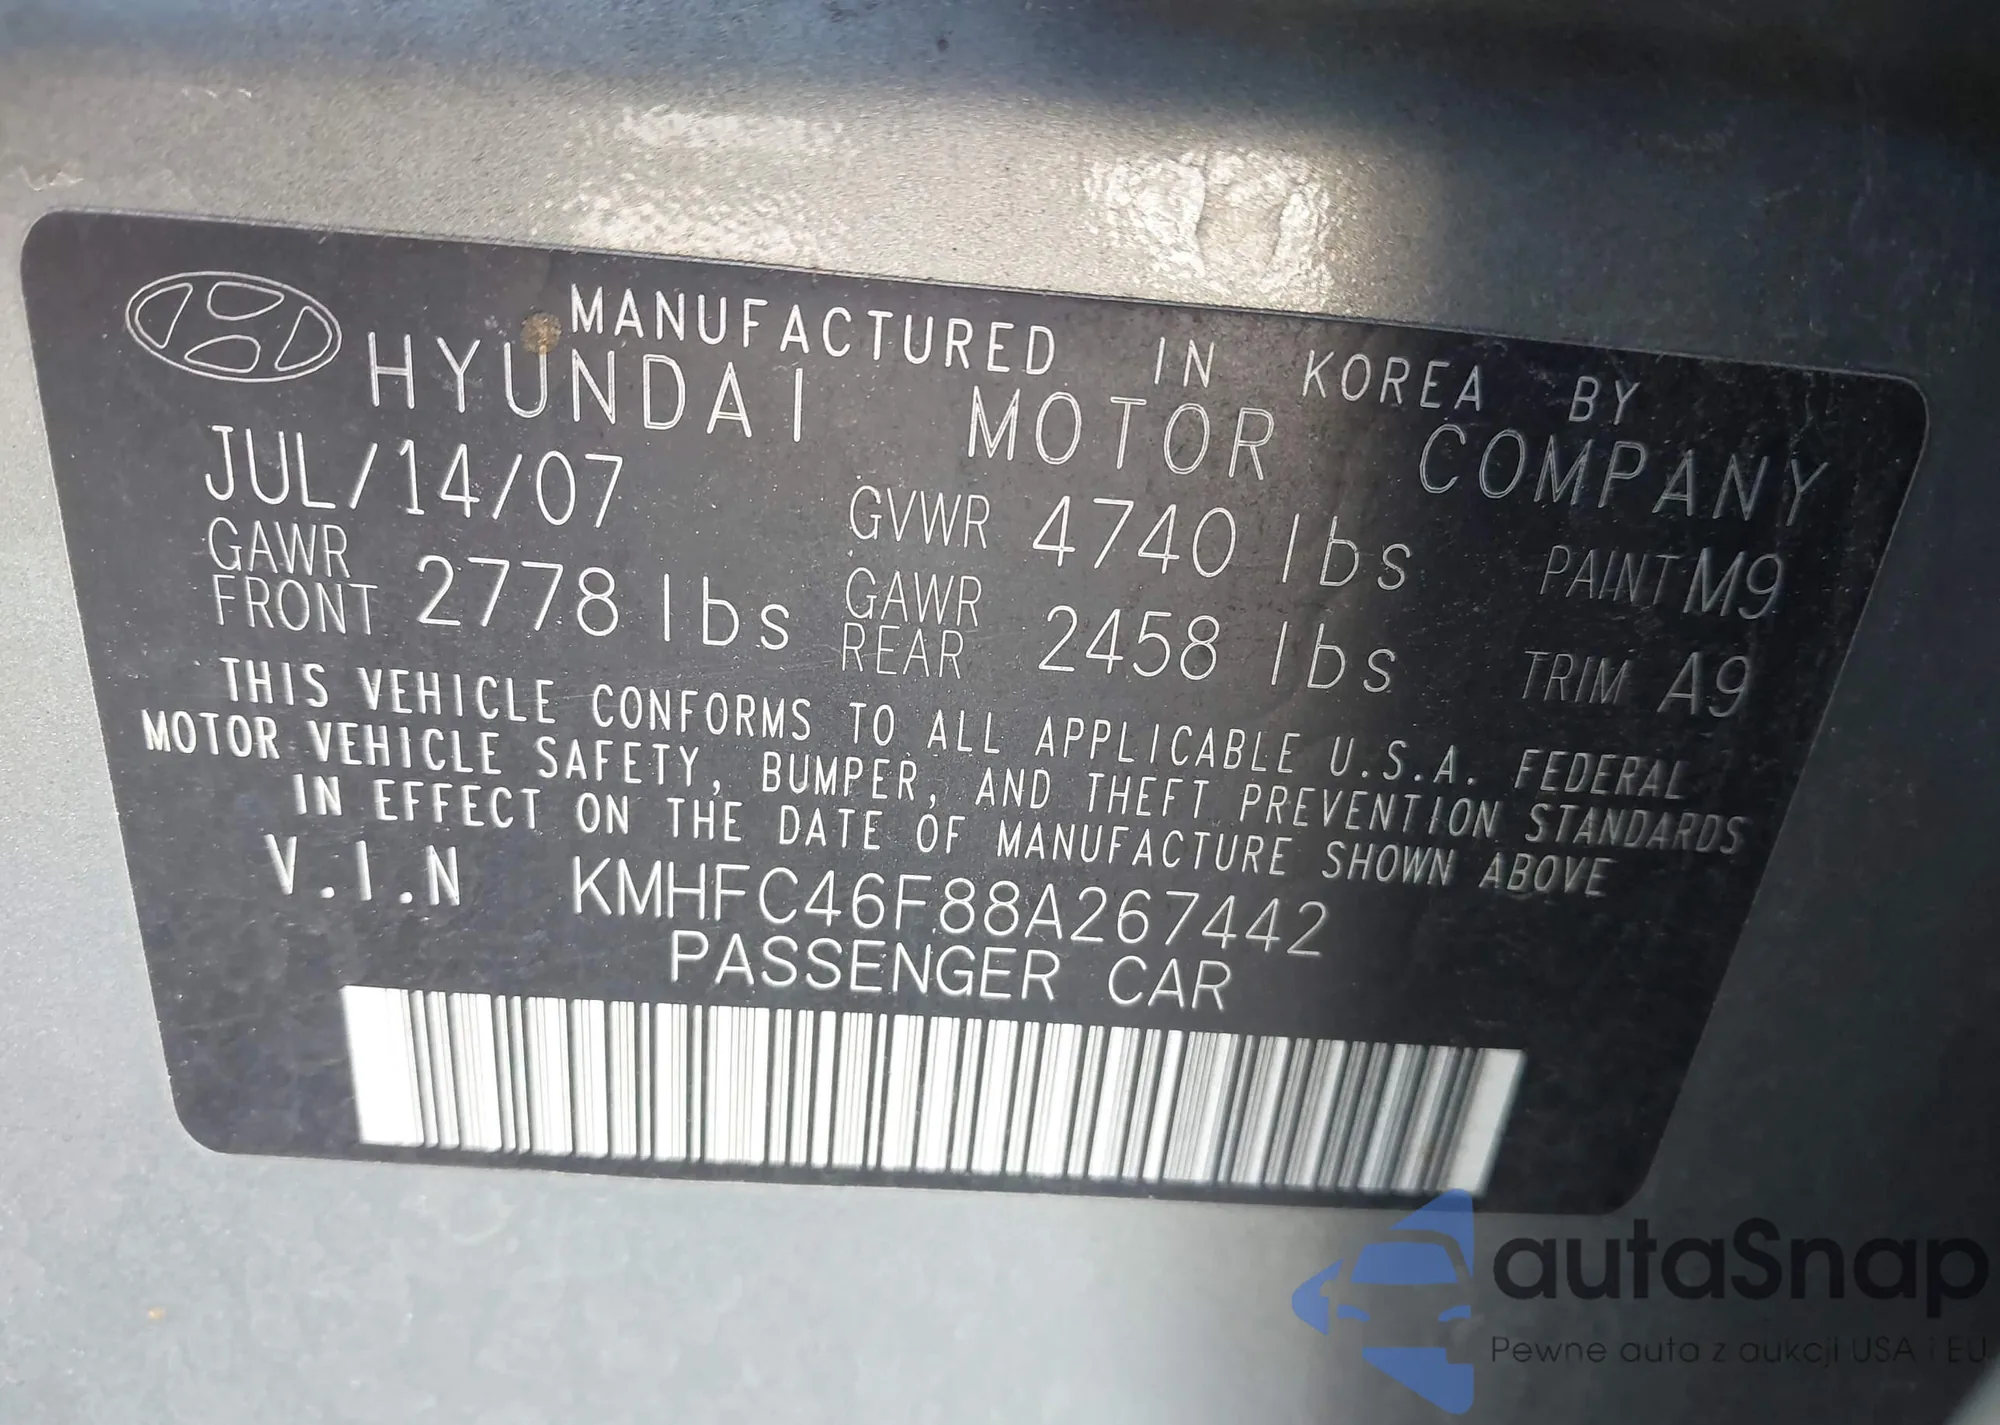 MANUFACTURED IN KOREA BY
HYUNDAI MOTOR COMPANY
JUL/14/07 GVWR 4740 lbs PAINT M9
GAWR FRONT 2778 lbs GAWR REAR 2458 lbs TRIM A9
THIS VEHICLE CONFORMS TO ALL APPLICABLE U.S.A. FEDERAL
MOTOR VEHICLE SAFETY, BUMPER, AND THEFT PREVENTION STANDARDS
IN EFFECT ON THE DATE OF MANUFACTURE SHOWN ABOVE
V.I.N KMHFC46F88A267442
PASSENGER CAR
autaSnap
Pewne auta z aukcji USA i EU